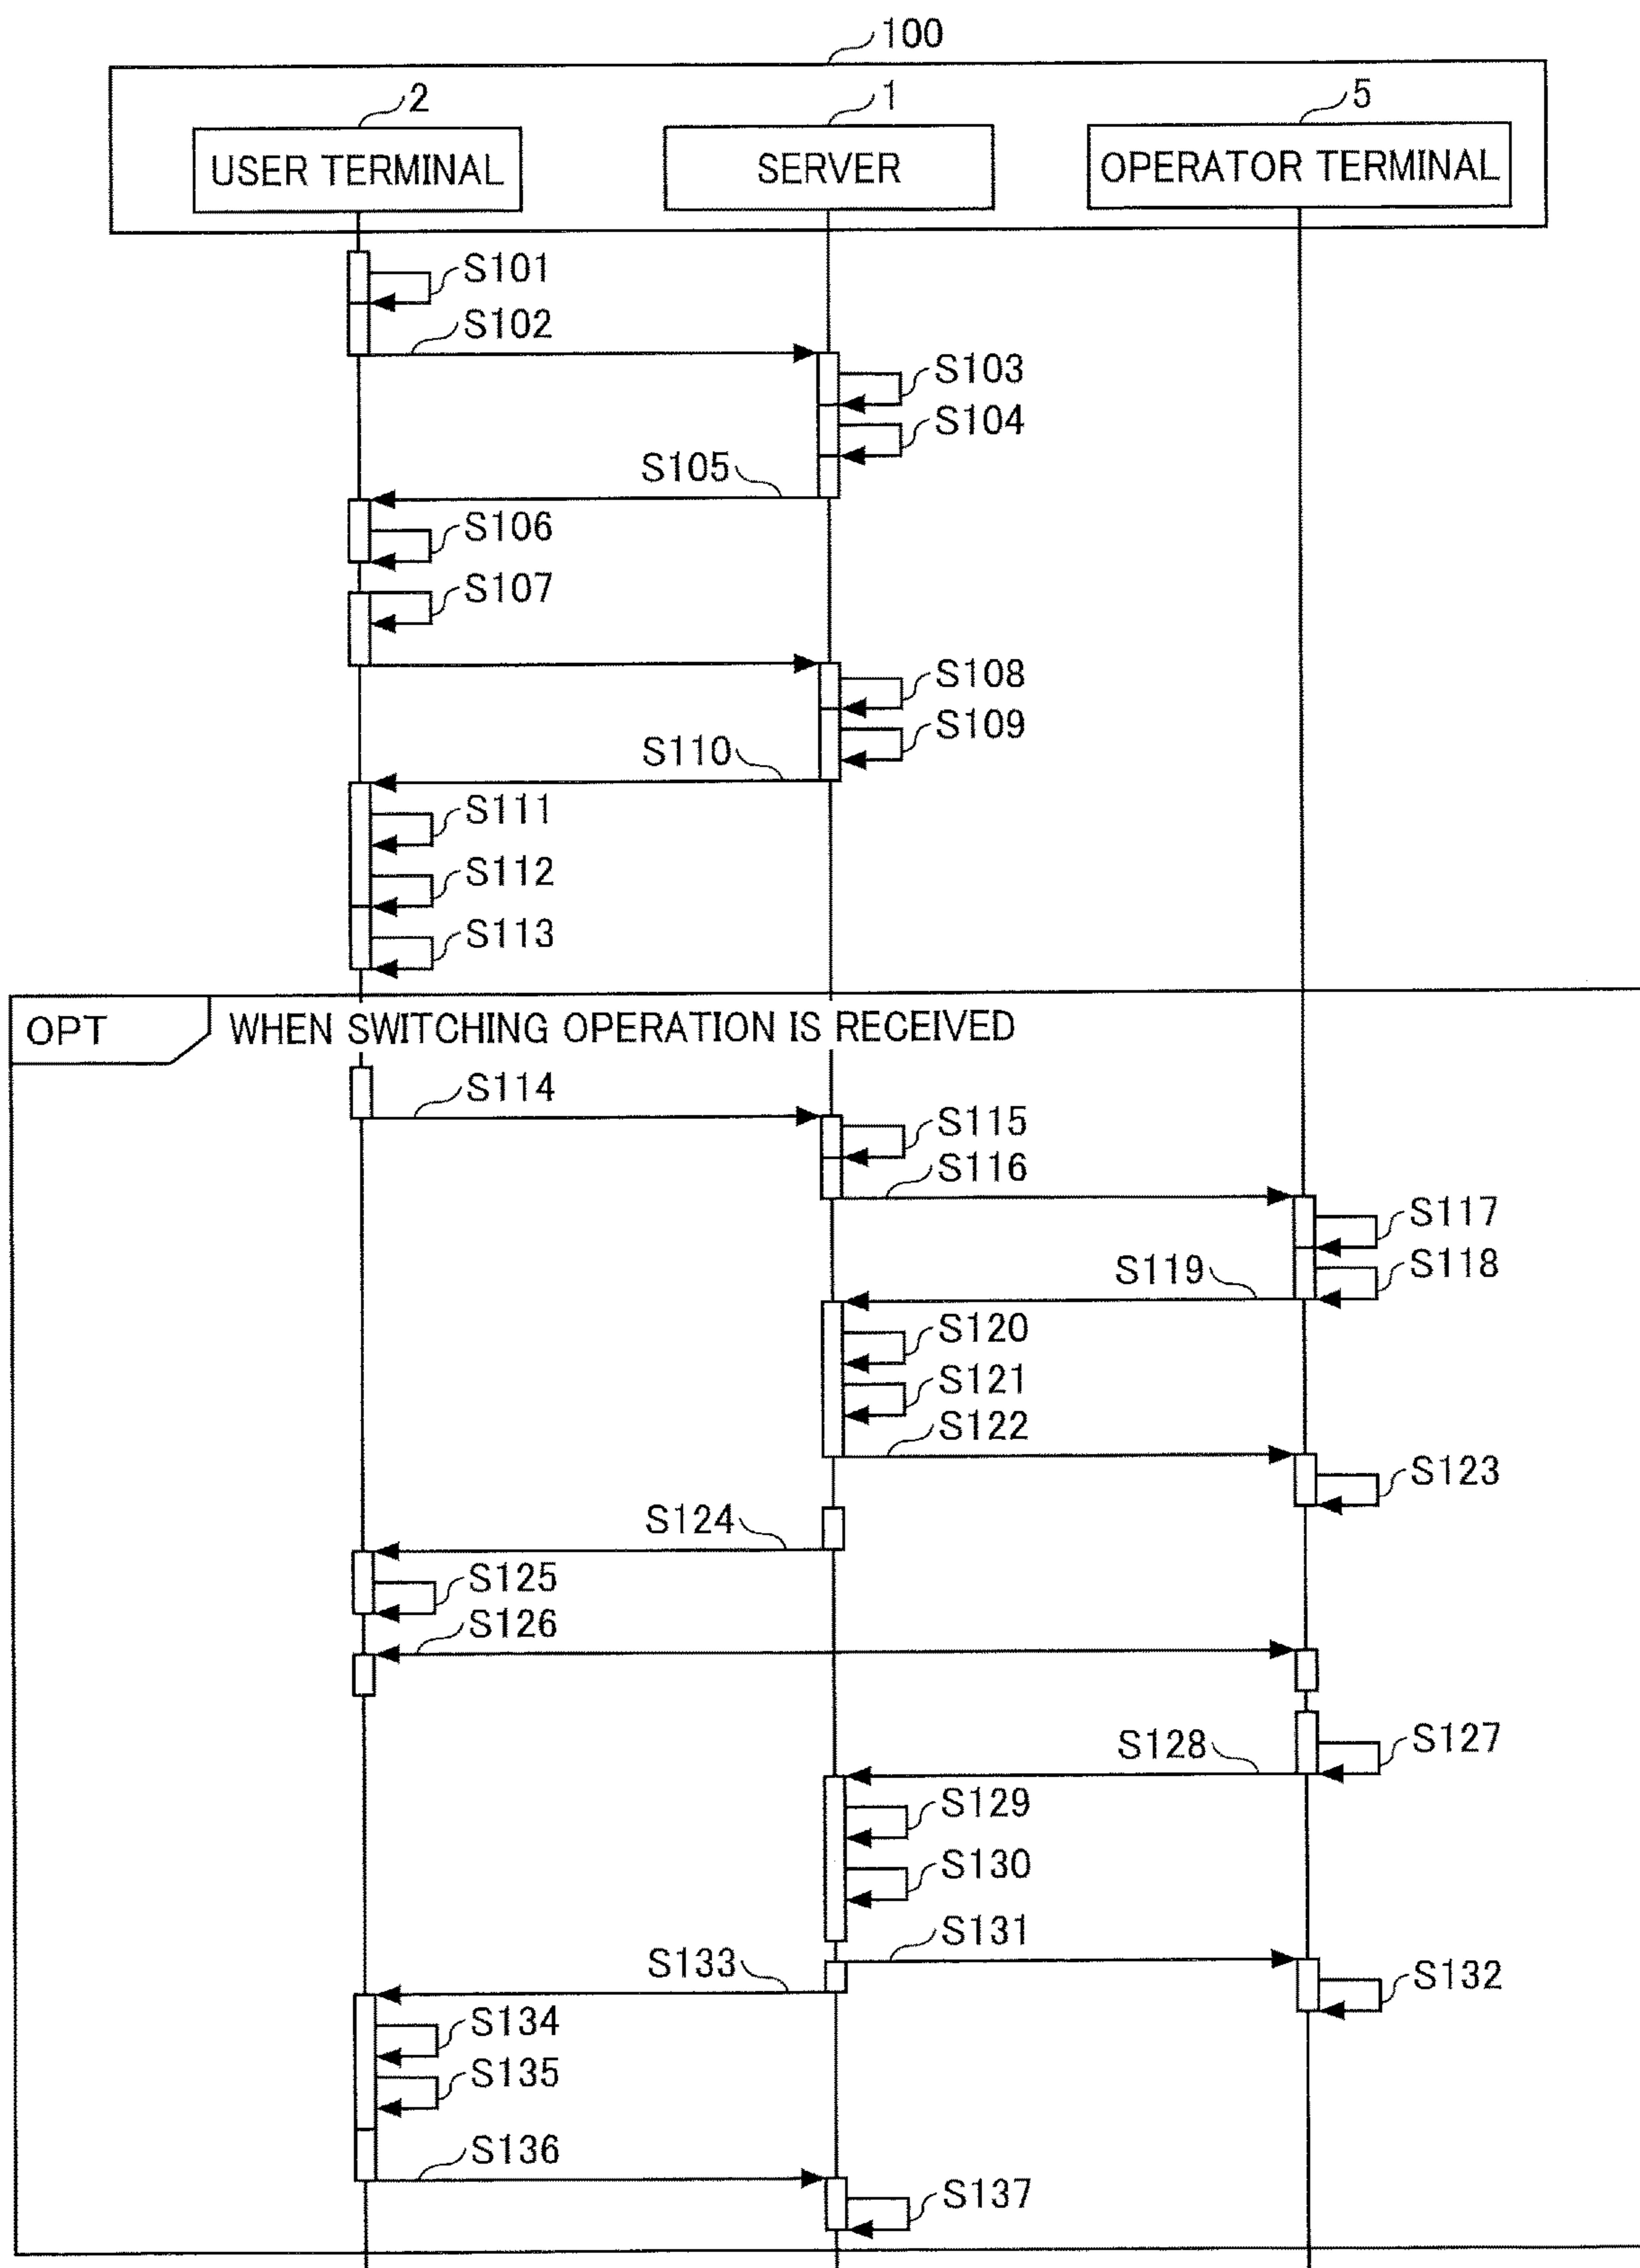 100
2
1
5
USER TERMINAL
SERVER
OPERATOR TERMINAL
S101
S102
S103
S104
S105
S106
S107
S108
S109
S110
S111
S112
S113
OPT
WHEN SWITCHING OPERATION IS RECEIVED
S114
S115
S116
S117
S118
S119
S120
S121
S122
S123
S124
S125
S126
S127
S128
S129
S130
S131
S133
S132
S134
S135
S136
S137